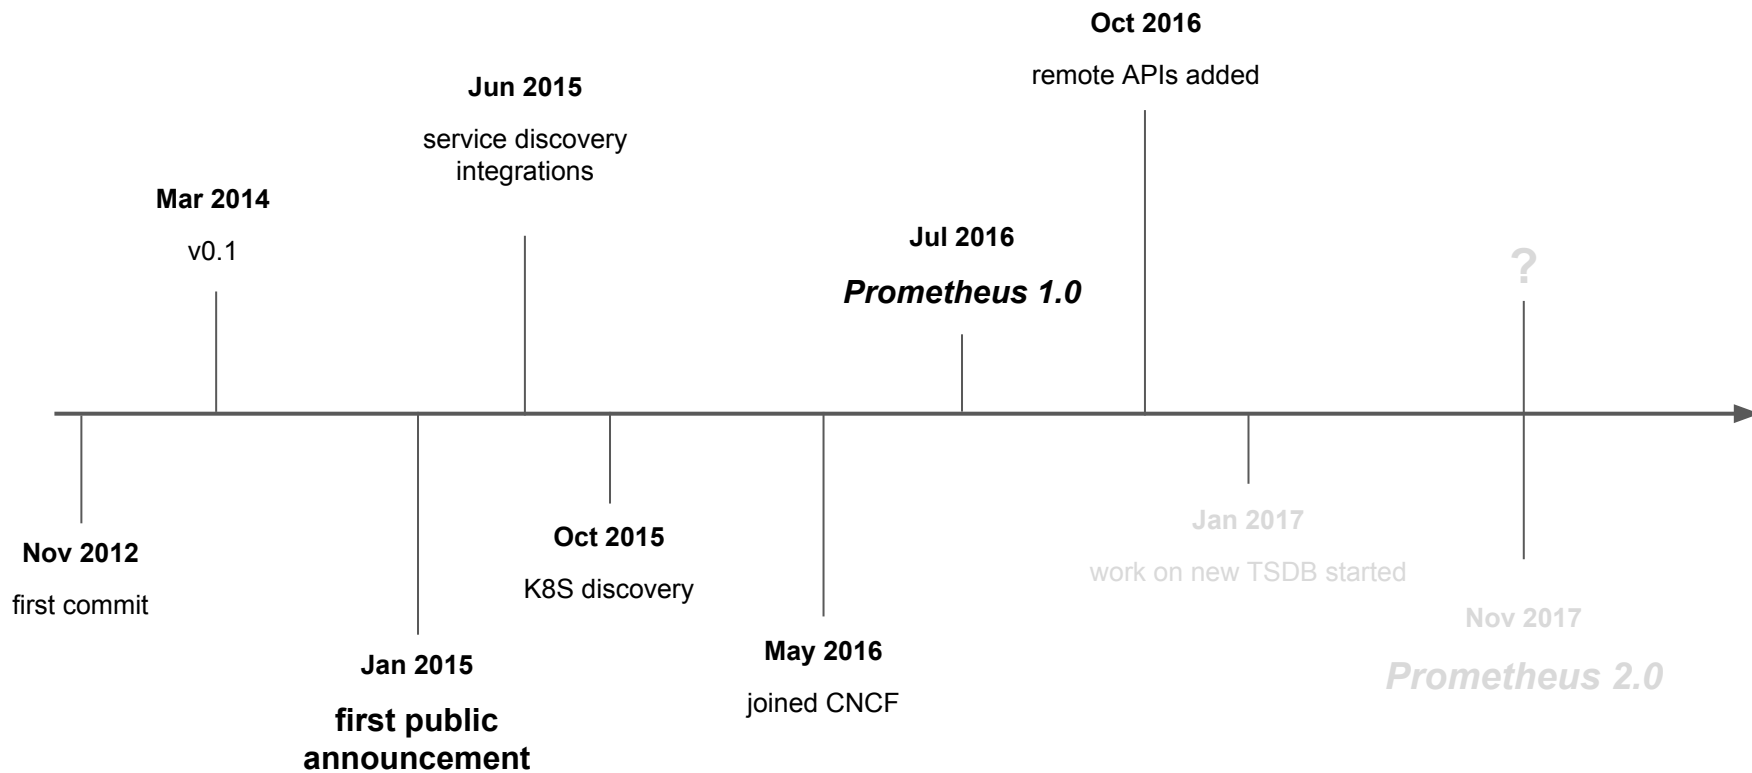 Oct 2016
remote APIs added
Jun 2015
service discovery
integrations
Mar 2014
v0.1
Jul 2016
Prometheus 1.0
?
Nov 2012
first commit
Jan 2015
first public
announcement
Oct 2015
K8S discovery
May 2016
joined CNCF
Jan 2017
work on new TSDB started
Nov 2017
Prometheus 2.0